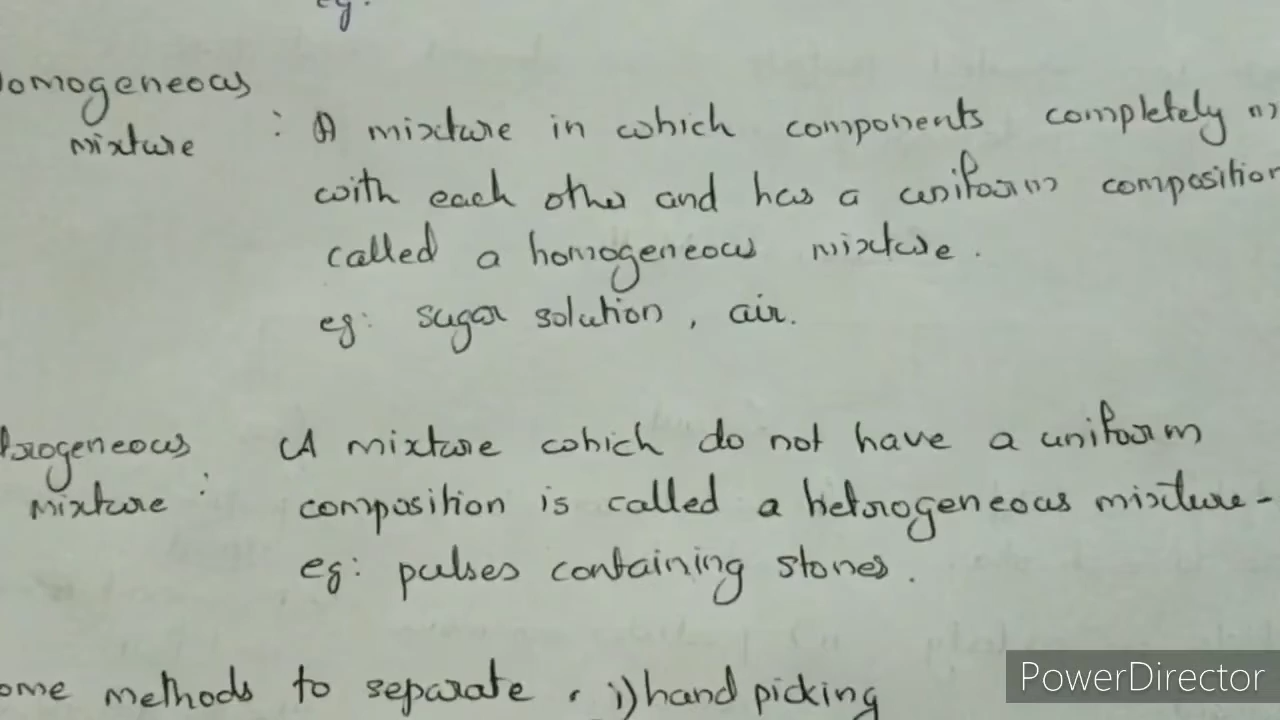 eg:
omogeneous
mixture
: A mixture in which components completely
with each other and has a uniform composition
called a homogeneous mixture.
eg: sugar solution, air.
trogeneous
mixture :
A mixture which do not have a uniform
composition is called a hetrogeneous mixture-
eg: pulses containing stones.
ome methods to separate . i) hand picking
PowerDirector